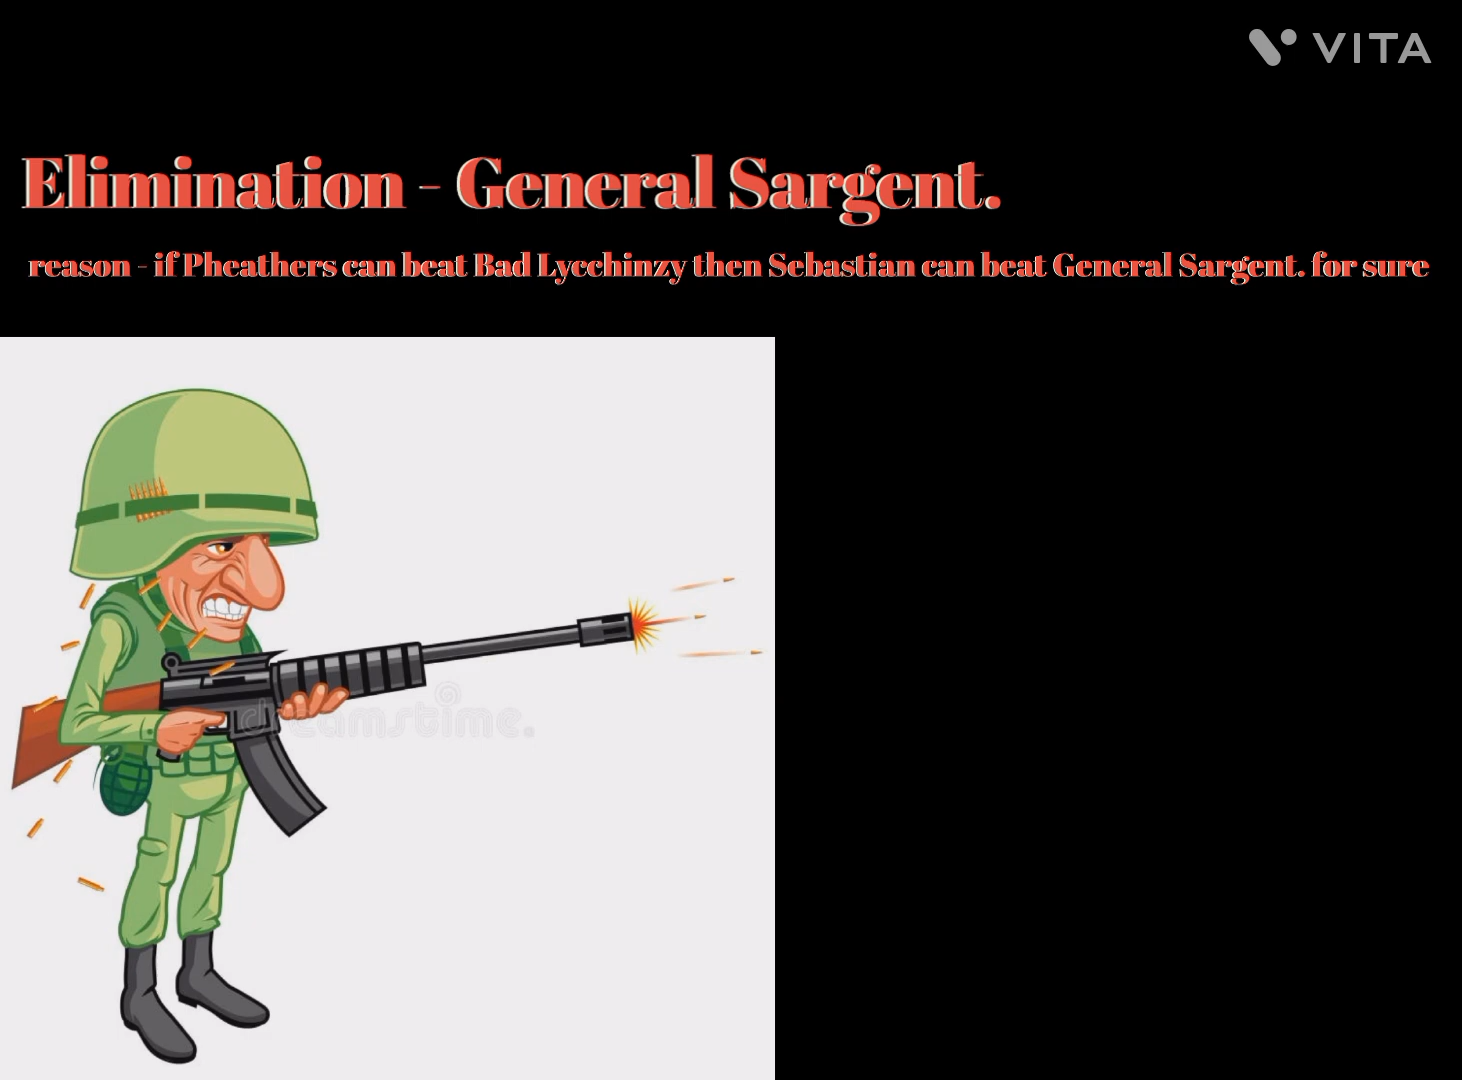 VITA
Elimination - General Sargent.
reason - if Pheathers can beat Bad Lycchinzy then Sebastian can beat General Sargent. for sure
dreamstime.